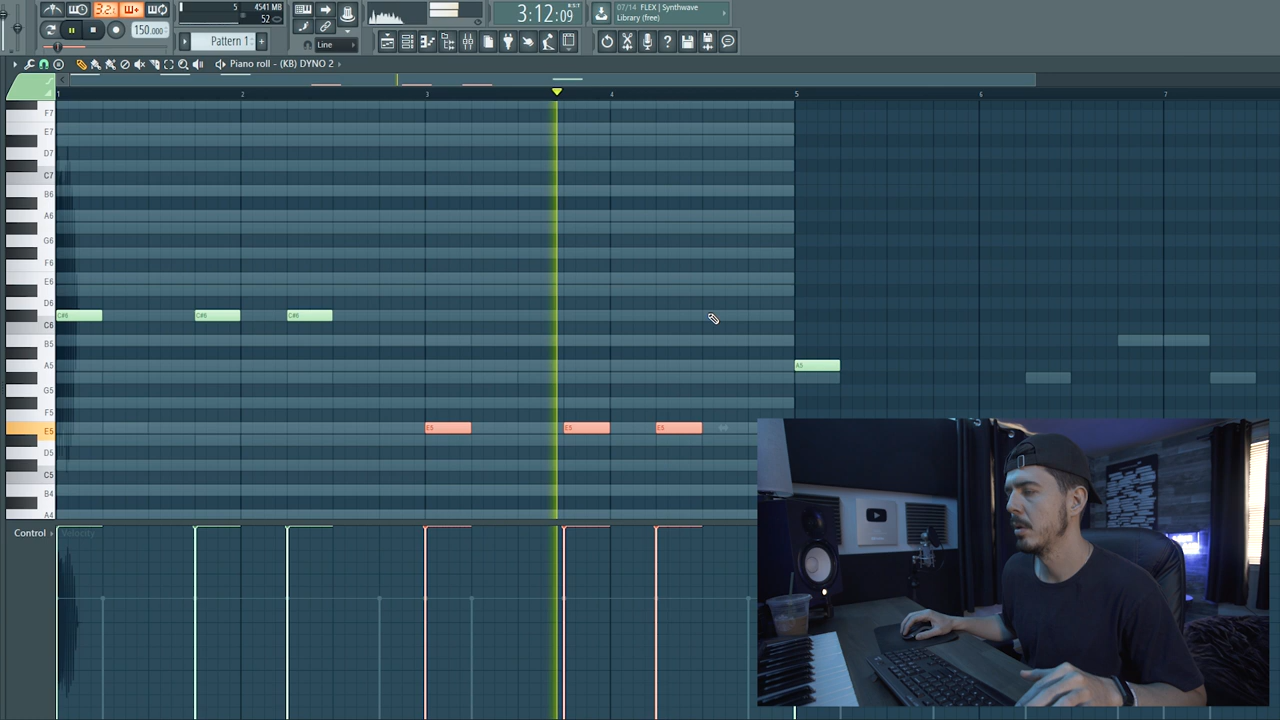 5
4541 MB
52
3:12:09
B:S:T
07/14 FLEX | Synthwave
Library (free)
3.2
150.000
Pattern 1
Line
Piano roll - (KB) DYNO 2
1 2 3 4 5 6 7
F7
E7
D7
C7
B6
A6
G6
F6
E6
D6
C#6 C#6 C#6
C6
B5
A5 A5
G5
F5
E5 E5 E5 E5
D5
C5
B4
A4
Control Velocity